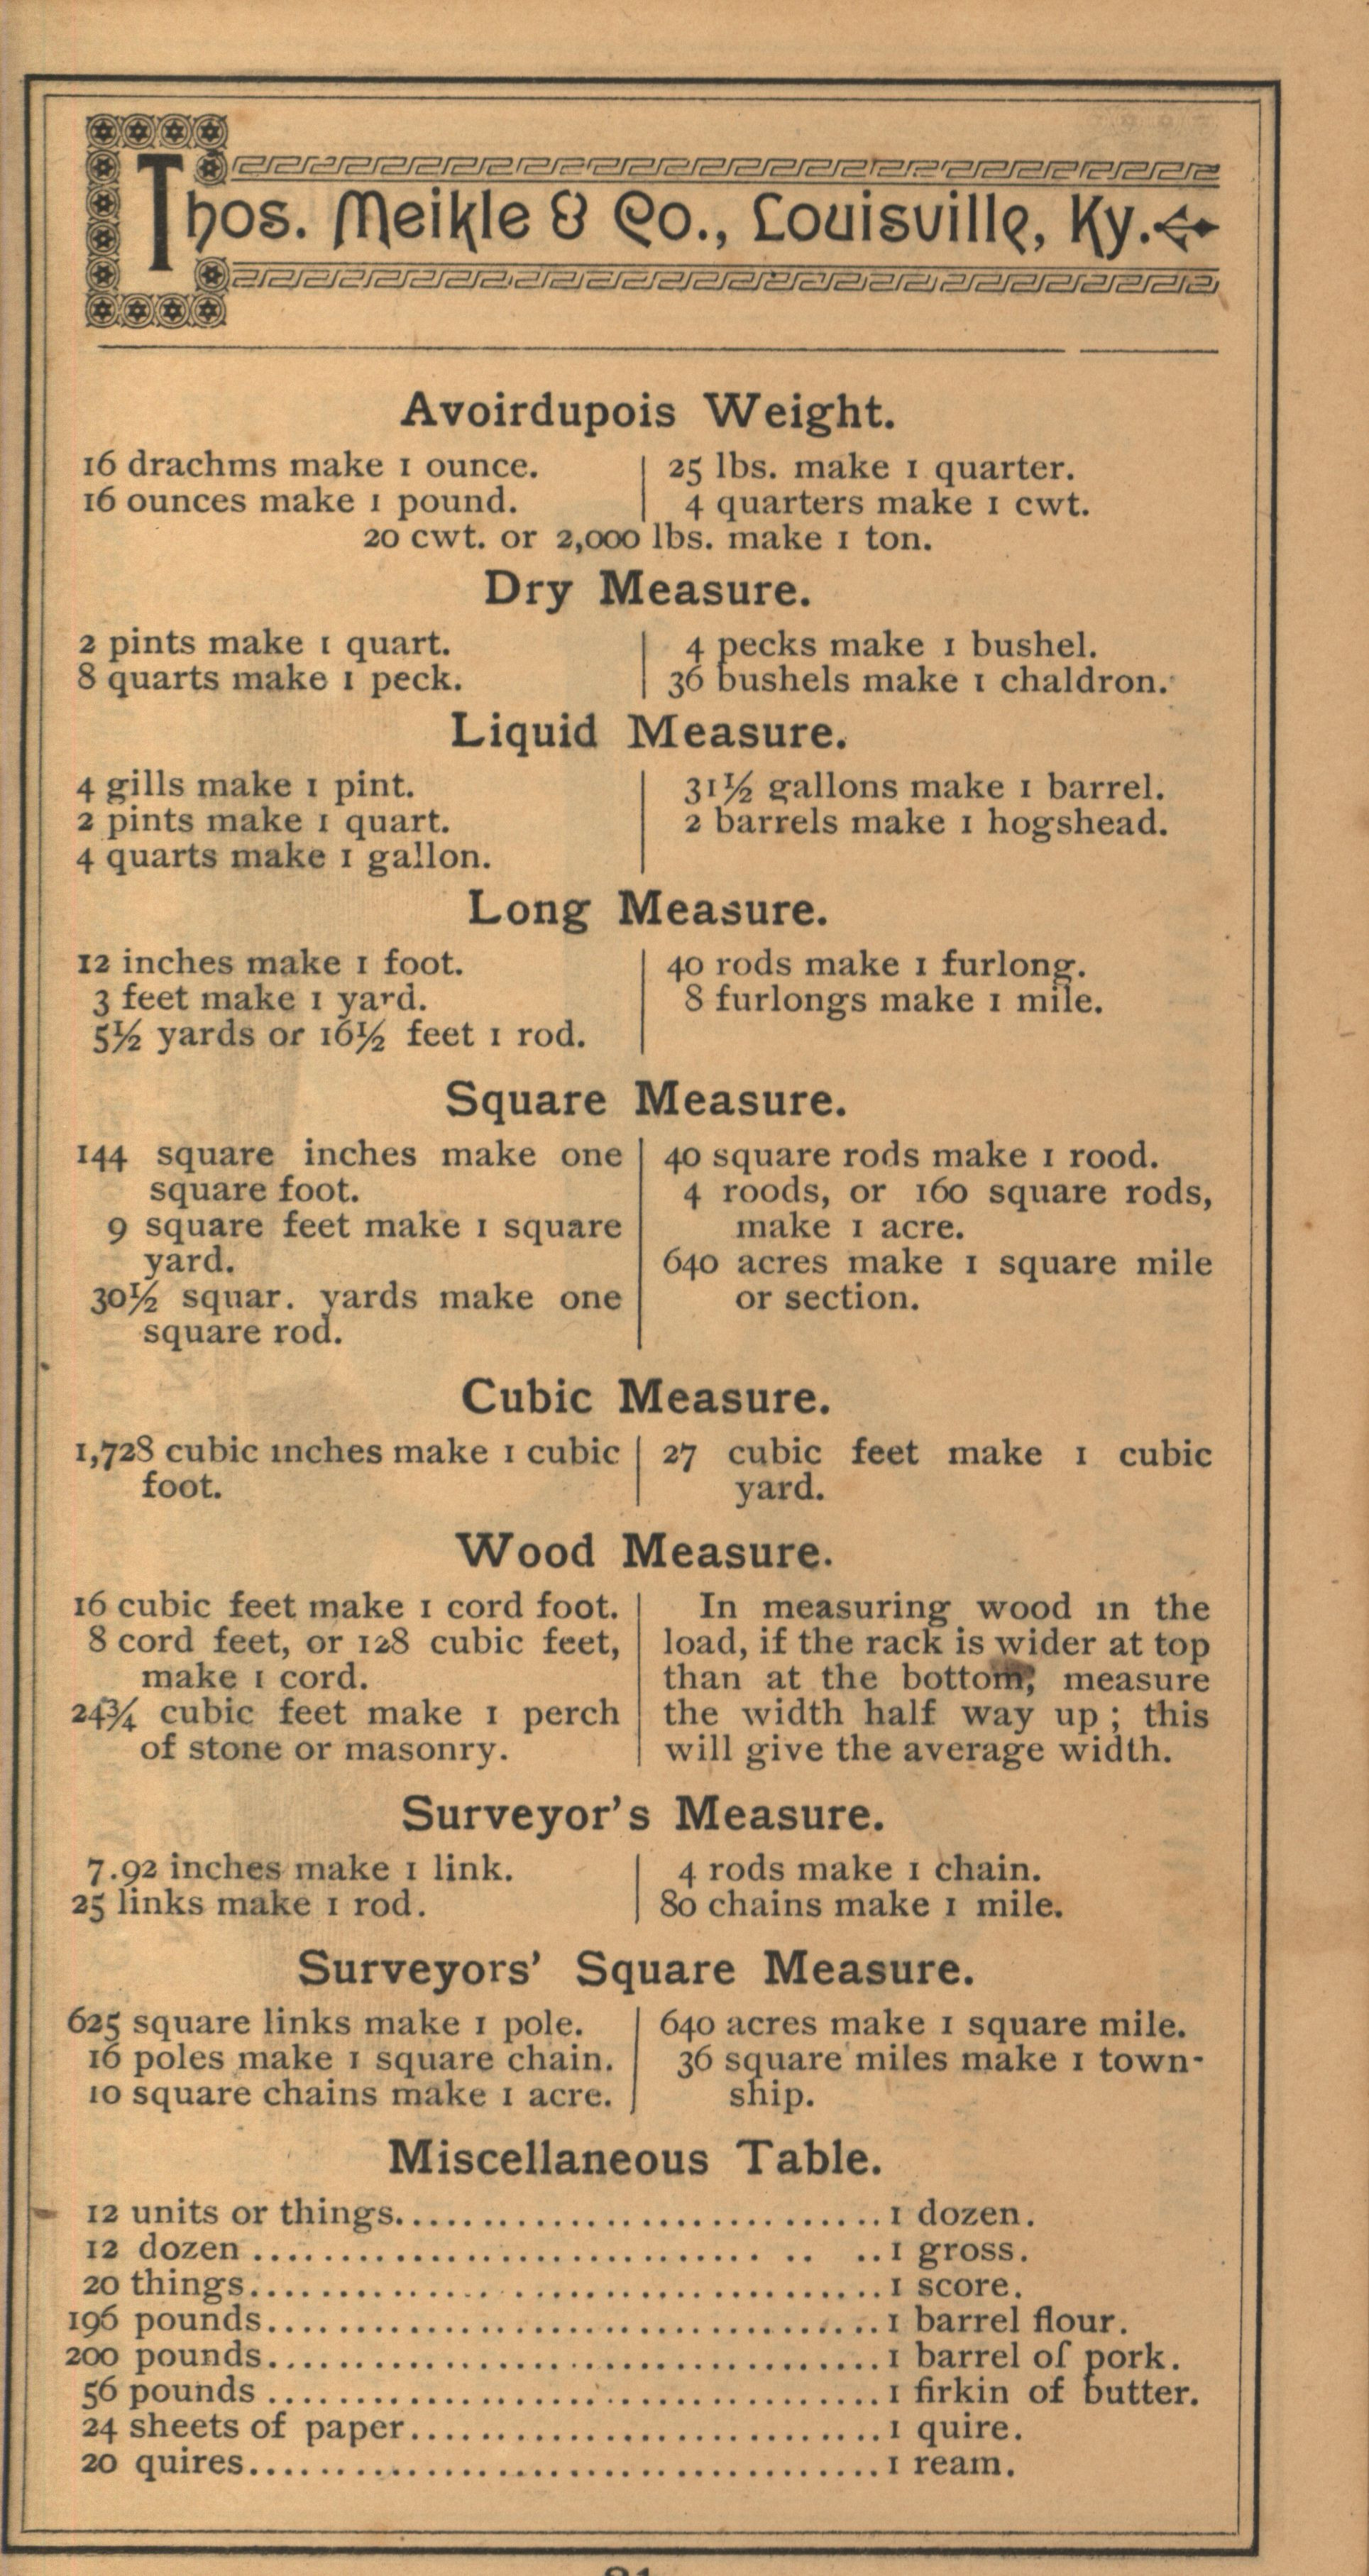 Thos. Meikle & Co., Louisville, Ky.
Avoirdupois Weight.
16 drachms make 1 ounce.
16 ounces make 1 pound.
25 lbs. make 1 quarter.
4 quarters make 1 cwt.
20 cwt. or 2,000 lbs. make 1 ton.
Dry Measure.
2 pints make 1 quart.
8 quarts make 1 peck.
4 pecks make 1 bushel.
36 bushels make 1 chaldron.
Liquid Measure.
4 gills make 1 pint.
2 pints make 1 quart.
4 quarts make 1 gallon.
31½ gallons make 1 barrel.
2 barrels make 1 hogshead.
Long Measure.
12 inches make 1 foot.
3 feet make 1 yard.
5½ yards or 16½ feet 1 rod.
40 rods make 1 furlong.
8 furlongs make 1 mile.
Square Measure.
144 square inches make one
square foot.
9 square feet make 1 square
yard.
30½ squar. yards make one
square rod.
40 square rods make 1 rood.
4 roods, or 160 square rods,
make 1 acre.
640 acres make 1 square mile
or section.
Cubic Measure.
1,728 cubic inches make 1 cubic
foot.
27 cubic feet make 1 cubic
yard.
Wood Measure.
16 cubic feet make 1 cord foot.
8 cord feet, or 128 cubic feet,
make 1 cord.
24¾ cubic feet make 1 perch
of stone or masonry.
In measuring wood in the
load, if the rack is wider at top
than at the bottom, measure
the width half way up; this
will give the average width.
Surveyor's Measure.
7.92 inches make 1 link.
25 links make 1 rod.
4 rods make 1 chain.
80 chains make 1 mile.
Surveyors' Square Measure.
625 square links make 1 pole.
16 poles make 1 square chain.
10 square chains make 1 acre.
640 acres make 1 square mile.
36 square miles make 1 town-
ship.
Miscellaneous Table.
12 units or things..................................1 dozen.
12 dozen..................................1 gross.
20 things..................................1 score.
196 pounds..................................1 barrel flour.
200 pounds..................................1 barrel of pork.
56 pounds..................................1 firkin of butter.
24 sheets of paper..................................1 quire.
20 quires..................................1 ream.